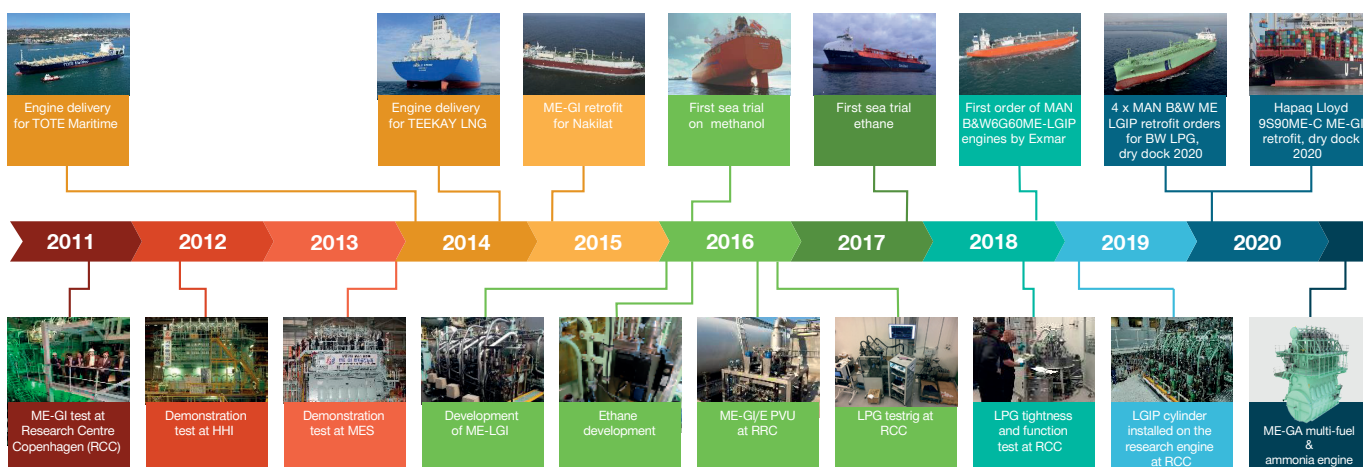 Engine delivery
for TOTE Maritime
Engine delivery
for TEEKAY LNG
ME-GI retrofit
for Nakilat
First sea trial
on methanol
First sea trial
ethane
First order of MAN
B&W6G60ME-LGIP
engines by Exmar
4 x MAN B&W ME
LGIP retrofit orders
for BW LPG,
dry dock 2020
Hapaq Lloyd
9S90ME-C ME-GI
retrofit, dry dock
2020
2011
2012
2013
2014
2015
2016
2017
2018
2019
2020
ME-GI test at
Research Centre
Copenhagen (RCC)
Demonstration
test at HHI
Demonstration
test at MES
Development
of ME-LGI
Ethane
development
ME-GI/E PVU
at RRC
LPG testrig at
RCC
LPG tightness
and function
test at RCC
LGIP cylinder
installed on the
research engine
at RCC
ME-GA multi-fuel
&
ammonia engine